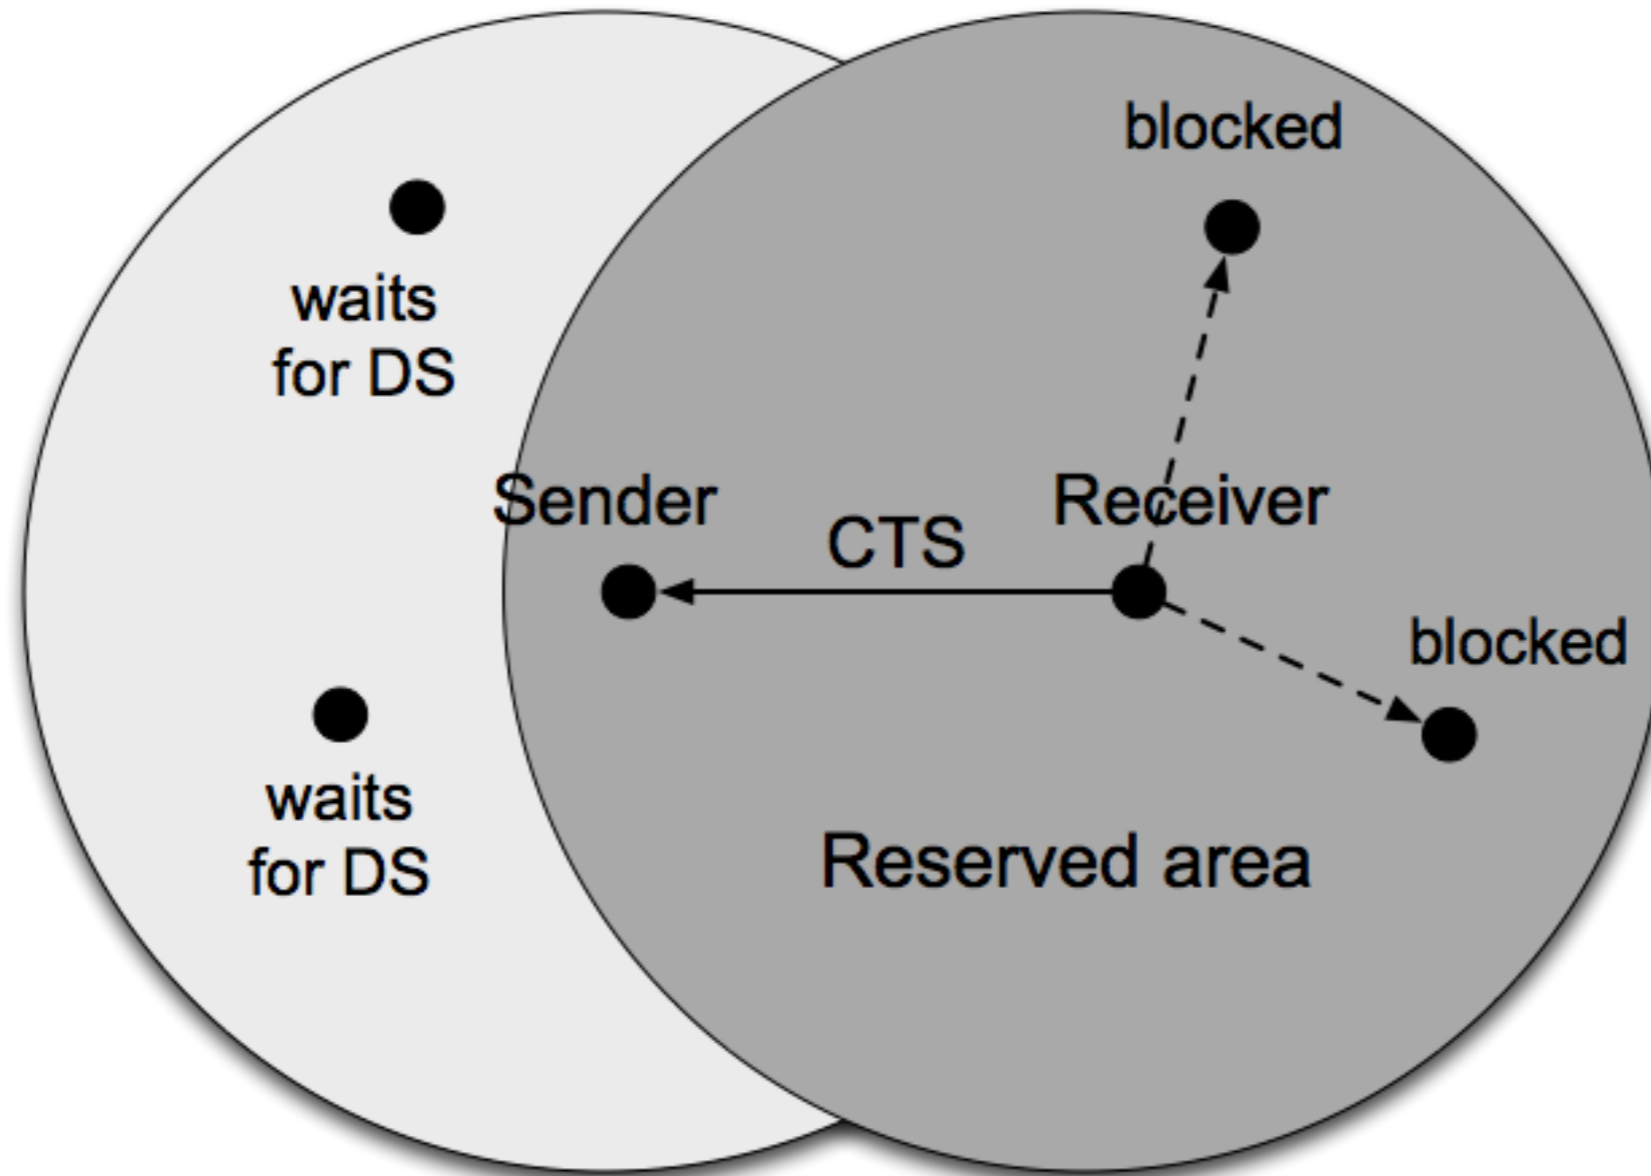 blocked
waits
for DS
Sender
CTS
Receiver
blocked
waits
for DS
Reserved area